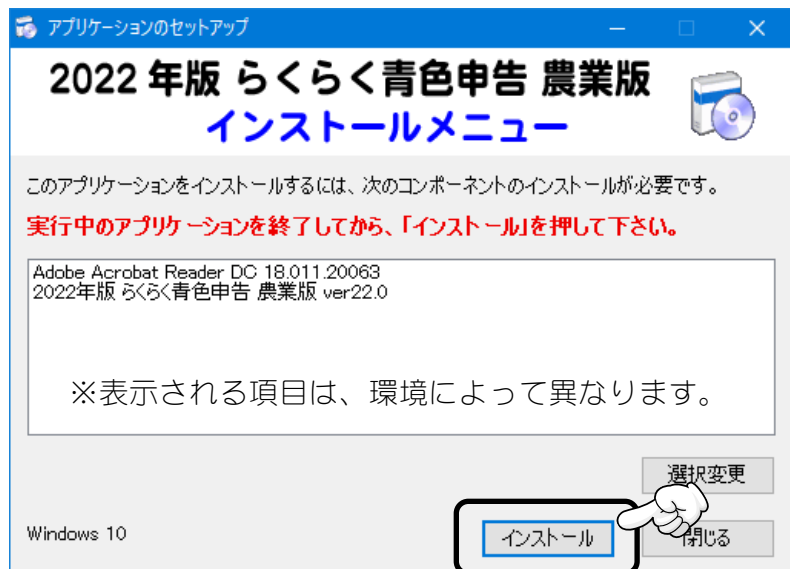 アプリケーションのセットアップ
2022 年版 らくらく青色申告 農業版
インストールメニュー
このアプリケーションをインストールするには、次のコンポーネントのインストールが必要です。
実行中のアプリケーションを終了してから、「インストール」を押して下さい。
Adobe Acrobat Reader DC 18.011.20063
2022年版 らくらく青色申告 農業版 ver22.0
※表示される項目は、環境によって異なります。
選択変更
Windows 10
インストール
閉じる